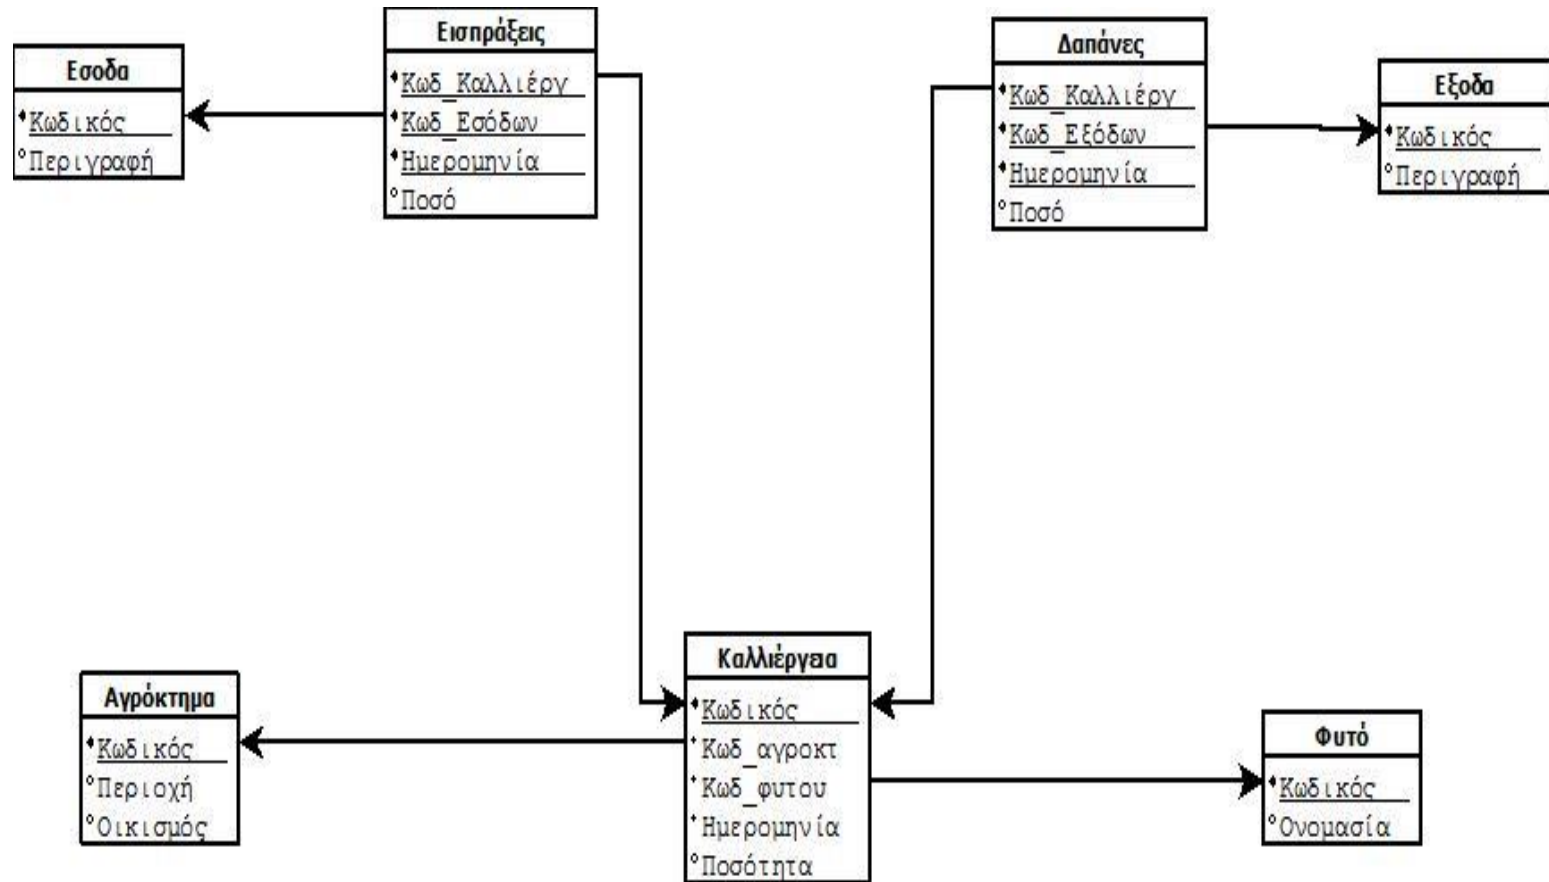 Εσοδα
Κωδικός
Περιγραφή
Εισπράξεις
Κωδ_Καλλιέργ
Κωδ_Εσόδων
Ημερομηνία
Ποσό
Δαπάνες
Κωδ_Καλλιέργ
Κωδ_Εξόδων
Ημερομηνία
Ποσό
Εξοδα
Κωδικός
Περιγραφή
Αγρόκτημα
Κωδικός
Περιοχή
Οικισμός
Καλλιέργεια
Κωδικός
Κωδ_αγροκτ
Κωδ_φυτου
Ημερομηνία
Ποσότητα
Φυτό
Κωδικός
Ονομασία